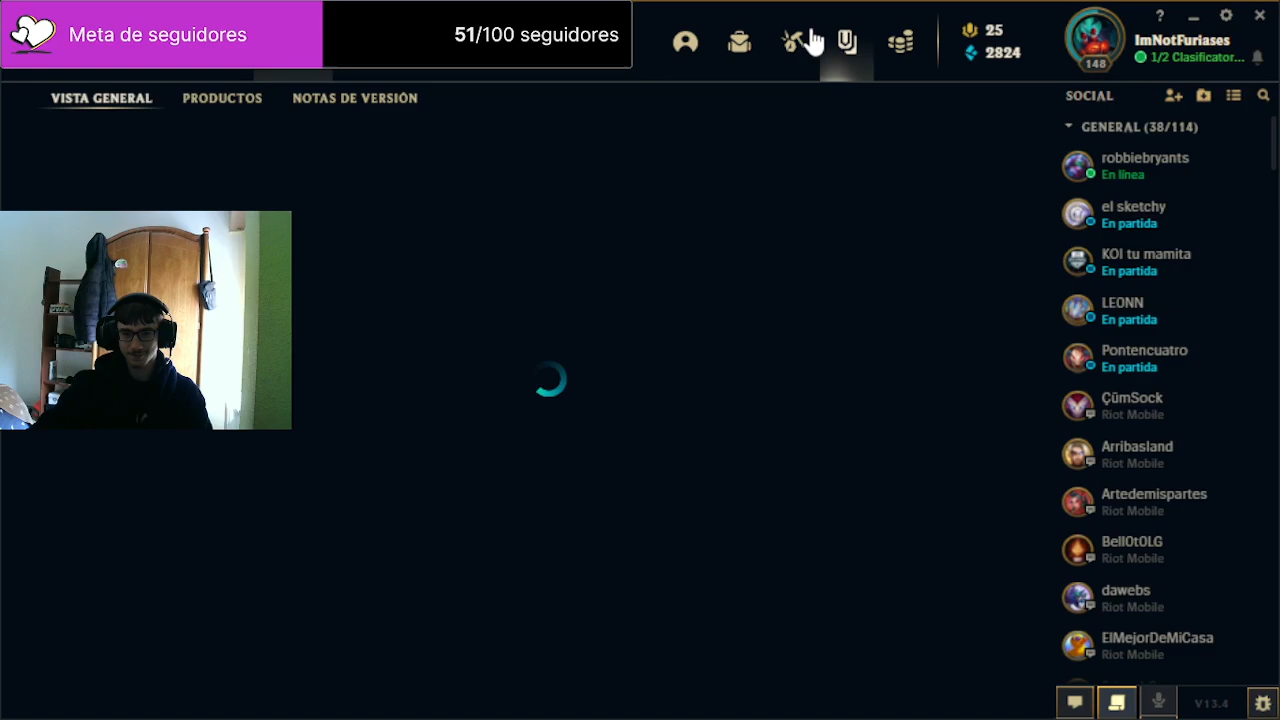 Meta de seguidores
51/100 seguidores
25
2824
148
ImNotFuriases
1/2 Clasificator...
VISTA GENERAL
PRODUCTOS
NOTAS DE VERSIÓN
SOCIAL
GENERAL (38/114)
robbiebryants
En línea
el sketchy
En partida
KOI tu mamita
En partida
LEONN
En partida
Pontencuatro
En partida
ÇümSock
Riot Mobile
Arribasland
Riot Mobile
Artedemispartes
Riot Mobile
Bell0t0LG
Riot Mobile
dawebs
Riot Mobile
ElMejorDeMiCasa
Riot Mobile
V13.4